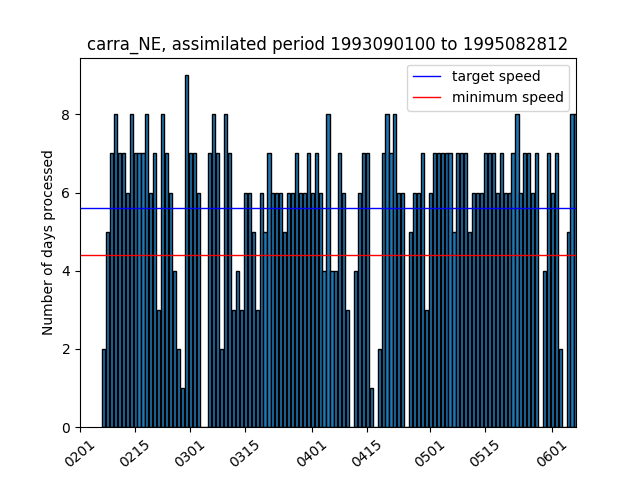 carra_NE, assimilated period 1993090100 to 1995082812
target speed
minimum speed
Number of days processed
8
6
4
2
0
0201 0215 0301 0315 0401 0415 0501 0515 0601